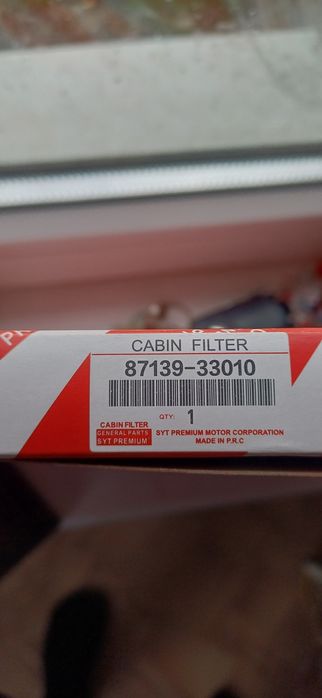 CABIN FILTER
87139-33010
QTY: 1
CABIN FILTER
GENERAL PARTS
SYT PREMIUM
SYT PREMIUM MOTOR CORPORATION
MADE IN P.R.C